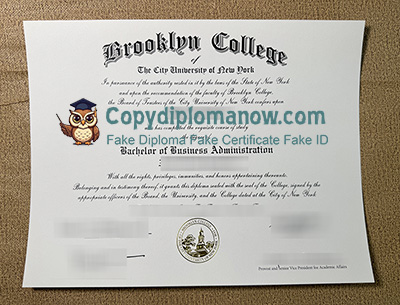 Brooklyn College
of
The City University of New York
In pursuance of the authority vested in it by the laws of the State of New York
and upon the recommendation of the faculty of Brooklyn College,
the Board of Trustees of the City University of New York confers upon
Copydiplomanow.com
Fake Diploma Fake Certificate Fake ID
who has completed the requisite course of study
Bachelor of Business Administration
With all the rights, privileges, immunities, and honors appertaining thereunto.
Belonging and in testimony thereof, it grants this diploma sealed with the seal of the College, signed by the
appropriate officers of the Board, the University, and the College and dated at the City of New York
Provost and Senior Vice President for Academic Affairs